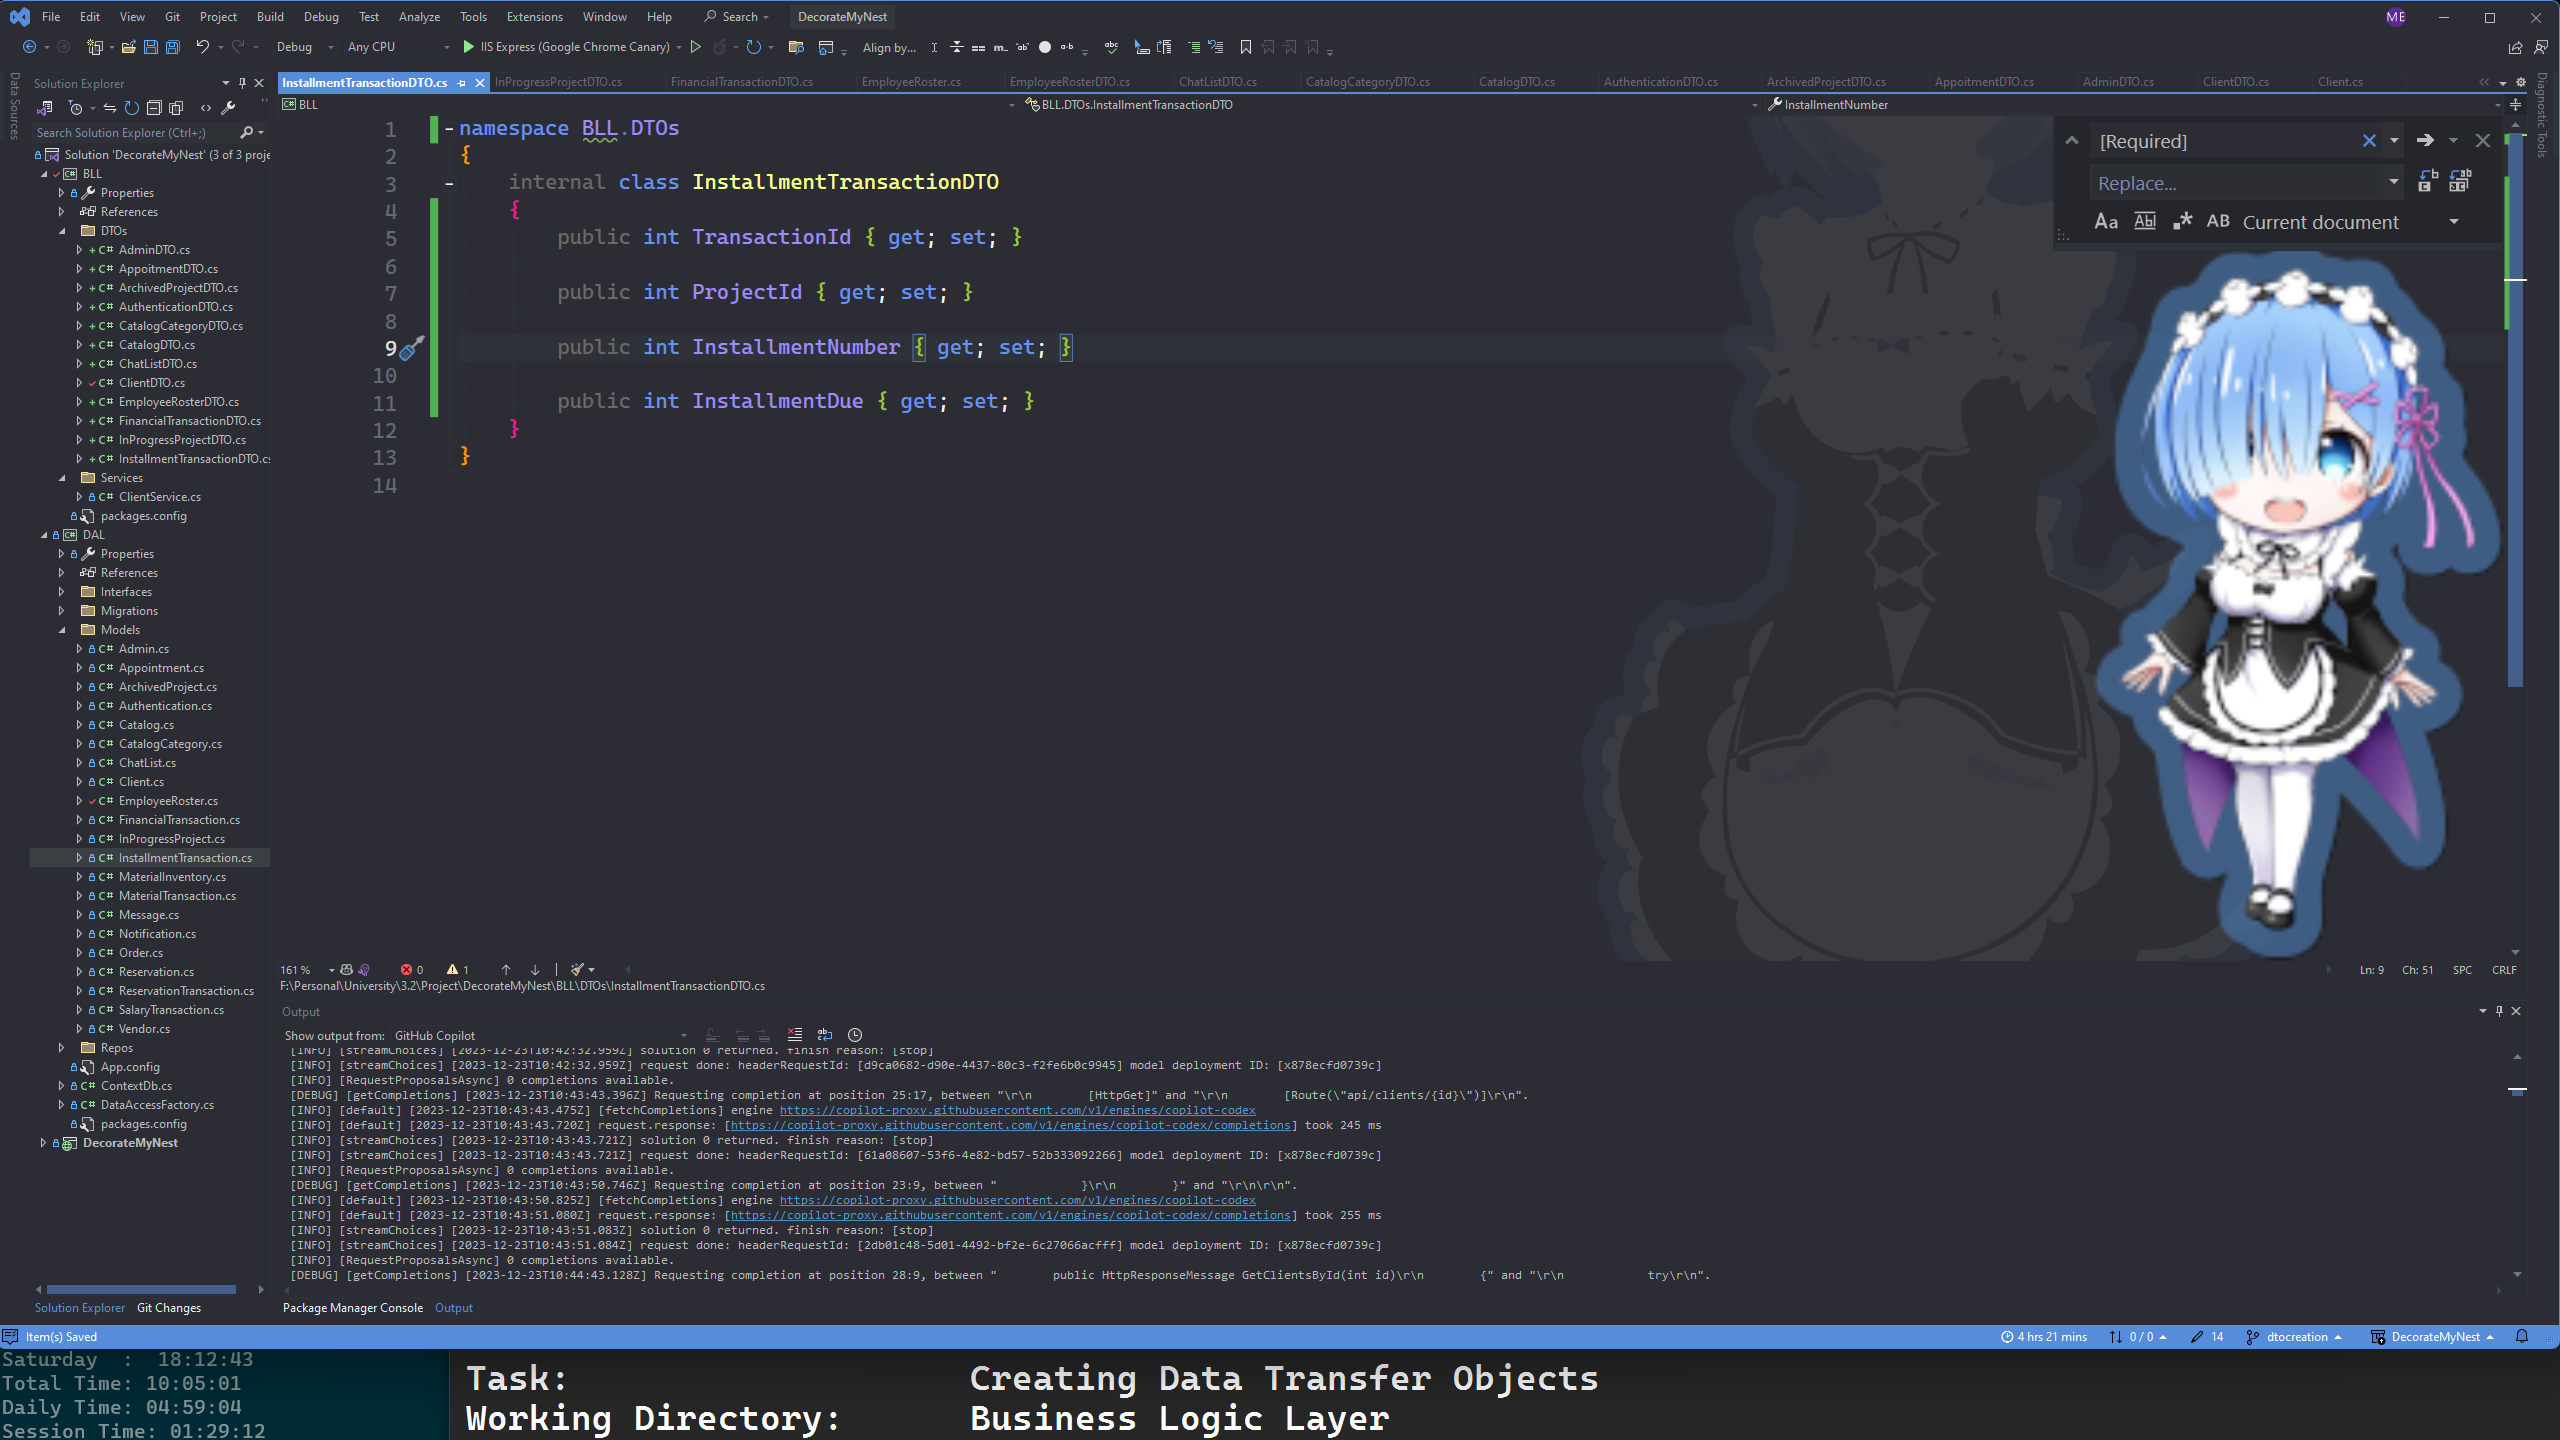 File Edit View Git Project Build Debug Test Analyze Tools Extensions Window Help Search DecorateMyNest ME
Debug Any CPU IIS Express (Google Chrome Canary) Align by...
Data Sources
Solution Explorer
Search Solution Explorer (Ctrl+;)
Solution 'DecorateMyNest' (3 of 3 proje
BLL
Properties
References
DTOs
AdminDTO.cs
AppoitmentDTO.cs
ArchivedProjectDTO.cs
AuthenticationDTO.cs
CatalogCategoryDTO.cs
CatalogDTO.cs
ChatListDTO.cs
ClientDTO.cs
EmployeeRosterDTO.cs
FinancialTransactionDTO.cs
InProgressProjectDTO.cs
InstallmentTransactionDTO.cs
Services
ClientService.cs
packages.config
DAL
Properties
References
Interfaces
Migrations
Models
Admin.cs
Appointment.cs
ArchivedProject.cs
Authentication.cs
Catalog.cs
CatalogCategory.cs
ChatList.cs
Client.cs
EmployeeRoster.cs
FinancialTransaction.cs
InProgressProject.cs
InstallmentTransaction.cs
MaterialInventory.cs
MaterialTransaction.cs
Message.cs
Notification.cs
Order.cs
Reservation.cs
ReservationTransaction.cs
SalaryTransaction.cs
Vendor.cs
Repos
App.config
ContextDb.cs
DataAccessFactory.cs
packages.config
DecorateMyNest
Solution Explorer Git Changes
InstallmentTransactionDTO.cs InProgressProjectDTO.cs FinancialTransactionDTO.cs EmployeeRoster.cs EmployeeRosterDTO.cs ChatListDTO.cs CatalogCategoryDTO.cs CatalogDTO.cs AuthenticationDTO.cs ArchivedProjectDTO.cs AppoitmentDTO.cs AdminDTO.cs ClientDTO.cs Client.cs
BLL BLL.DTOs.InstallmentTransactionDTO InstallmentNumber
Diagnostic Tools
[Required]
Replace...
Aa Abl .* AB Current document
1 namespace BLL.DTOs
2 {
3 internal class InstallmentTransactionDTO
4 {
5 public int TransactionId { get; set; }
6
7 public int ProjectId { get; set; }
8
9 public int InstallmentNumber { get; set; }
10
11 public int InstallmentDue { get; set; }
12 }
13 }
14
161 % 0 1 Ln: 9 Ch: 51 SPC CRLF
F:\Personal\University\3.2\Project\DecorateMyNest\BLL\DTOs\InstallmentTransactionDTO.cs
Output
Show output from: GitHub Copilot
[INFO] [streamChoices] [2023-12-23T10:42:32.959Z] solution 0 returned. finish reason: [stop]
[INFO] [streamChoices] [2023-12-23T10:42:32.959Z] request done: headerRequestId: [d9ca0682-d90e-4437-80c3-f2fe6b0c9945] model deployment ID: [x878ecfd0739c]
[INFO] [RequestProposalsAsync] 0 completions available.
[DEBUG] [getCompletions] [2023-12-23T10:43:43.396Z] Requesting completion at position 25:17, between "\r\n [HttpGet]" and "\r\n [Route(\"api/clients/{id}\")]\r\n".
[INFO] [default] [2023-12-23T10:43:43.475Z] [fetchCompletions] engine https://copilot-proxy.githubusercontent.com/v1/engines/copilot-codex
[INFO] [default] [2023-12-23T10:43:43.720Z] request.response: [https://copilot-proxy.githubusercontent.com/v1/engines/copilot-codex/completions] took 245 ms
[INFO] [streamChoices] [2023-12-23T10:43:43.721Z] solution 0 returned. finish reason: [stop]
[INFO] [streamChoices] [2023-12-23T10:43:43.721Z] request done: headerRequestId: [61a08607-53f6-4e82-bd57-52b333092266] model deployment ID: [x878ecfd0739c]
[INFO] [RequestProposalsAsync] 0 completions available.
[DEBUG] [getCompletions] [2023-12-23T10:43:50.746Z] Requesting completion at position 23:9, between " }\r\n }" and "\r\n\r\n".
[INFO] [default] [2023-12-23T10:43:50.825Z] [fetchCompletions] engine https://copilot-proxy.githubusercontent.com/v1/engines/copilot-codex
[INFO] [default] [2023-12-23T10:43:51.080Z] request.response: [https://copilot-proxy.githubusercontent.com/v1/engines/copilot-codex/completions] took 255 ms
[INFO] [streamChoices] [2023-12-23T10:43:51.083Z] solution 0 returned. finish reason: [stop]
[INFO] [streamChoices] [2023-12-23T10:43:51.084Z] request done: headerRequestId: [2db01c48-5d01-4492-bf2e-6c27066acfff] model deployment ID: [x878ecfd0739c]
[INFO] [RequestProposalsAsync] 0 completions available.
[DEBUG] [getCompletions] [2023-12-23T10:44:43.128Z] Requesting completion at position 28:9, between " public HttpResponseMessage GetClientsById(int id)\r\n {" and "\r\n try\r\n".
Package Manager Console Output
Item(s) Saved 4 hrs 21 mins 0 / 0 14 dtocreation DecorateMyNest
Saturday : 18:12:43
Total Time: 10:05:01
Daily Time: 04:59:04
Session Time: 01:29:12
Task: Creating Data Transfer Objects
Working Directory: Business Logic Layer